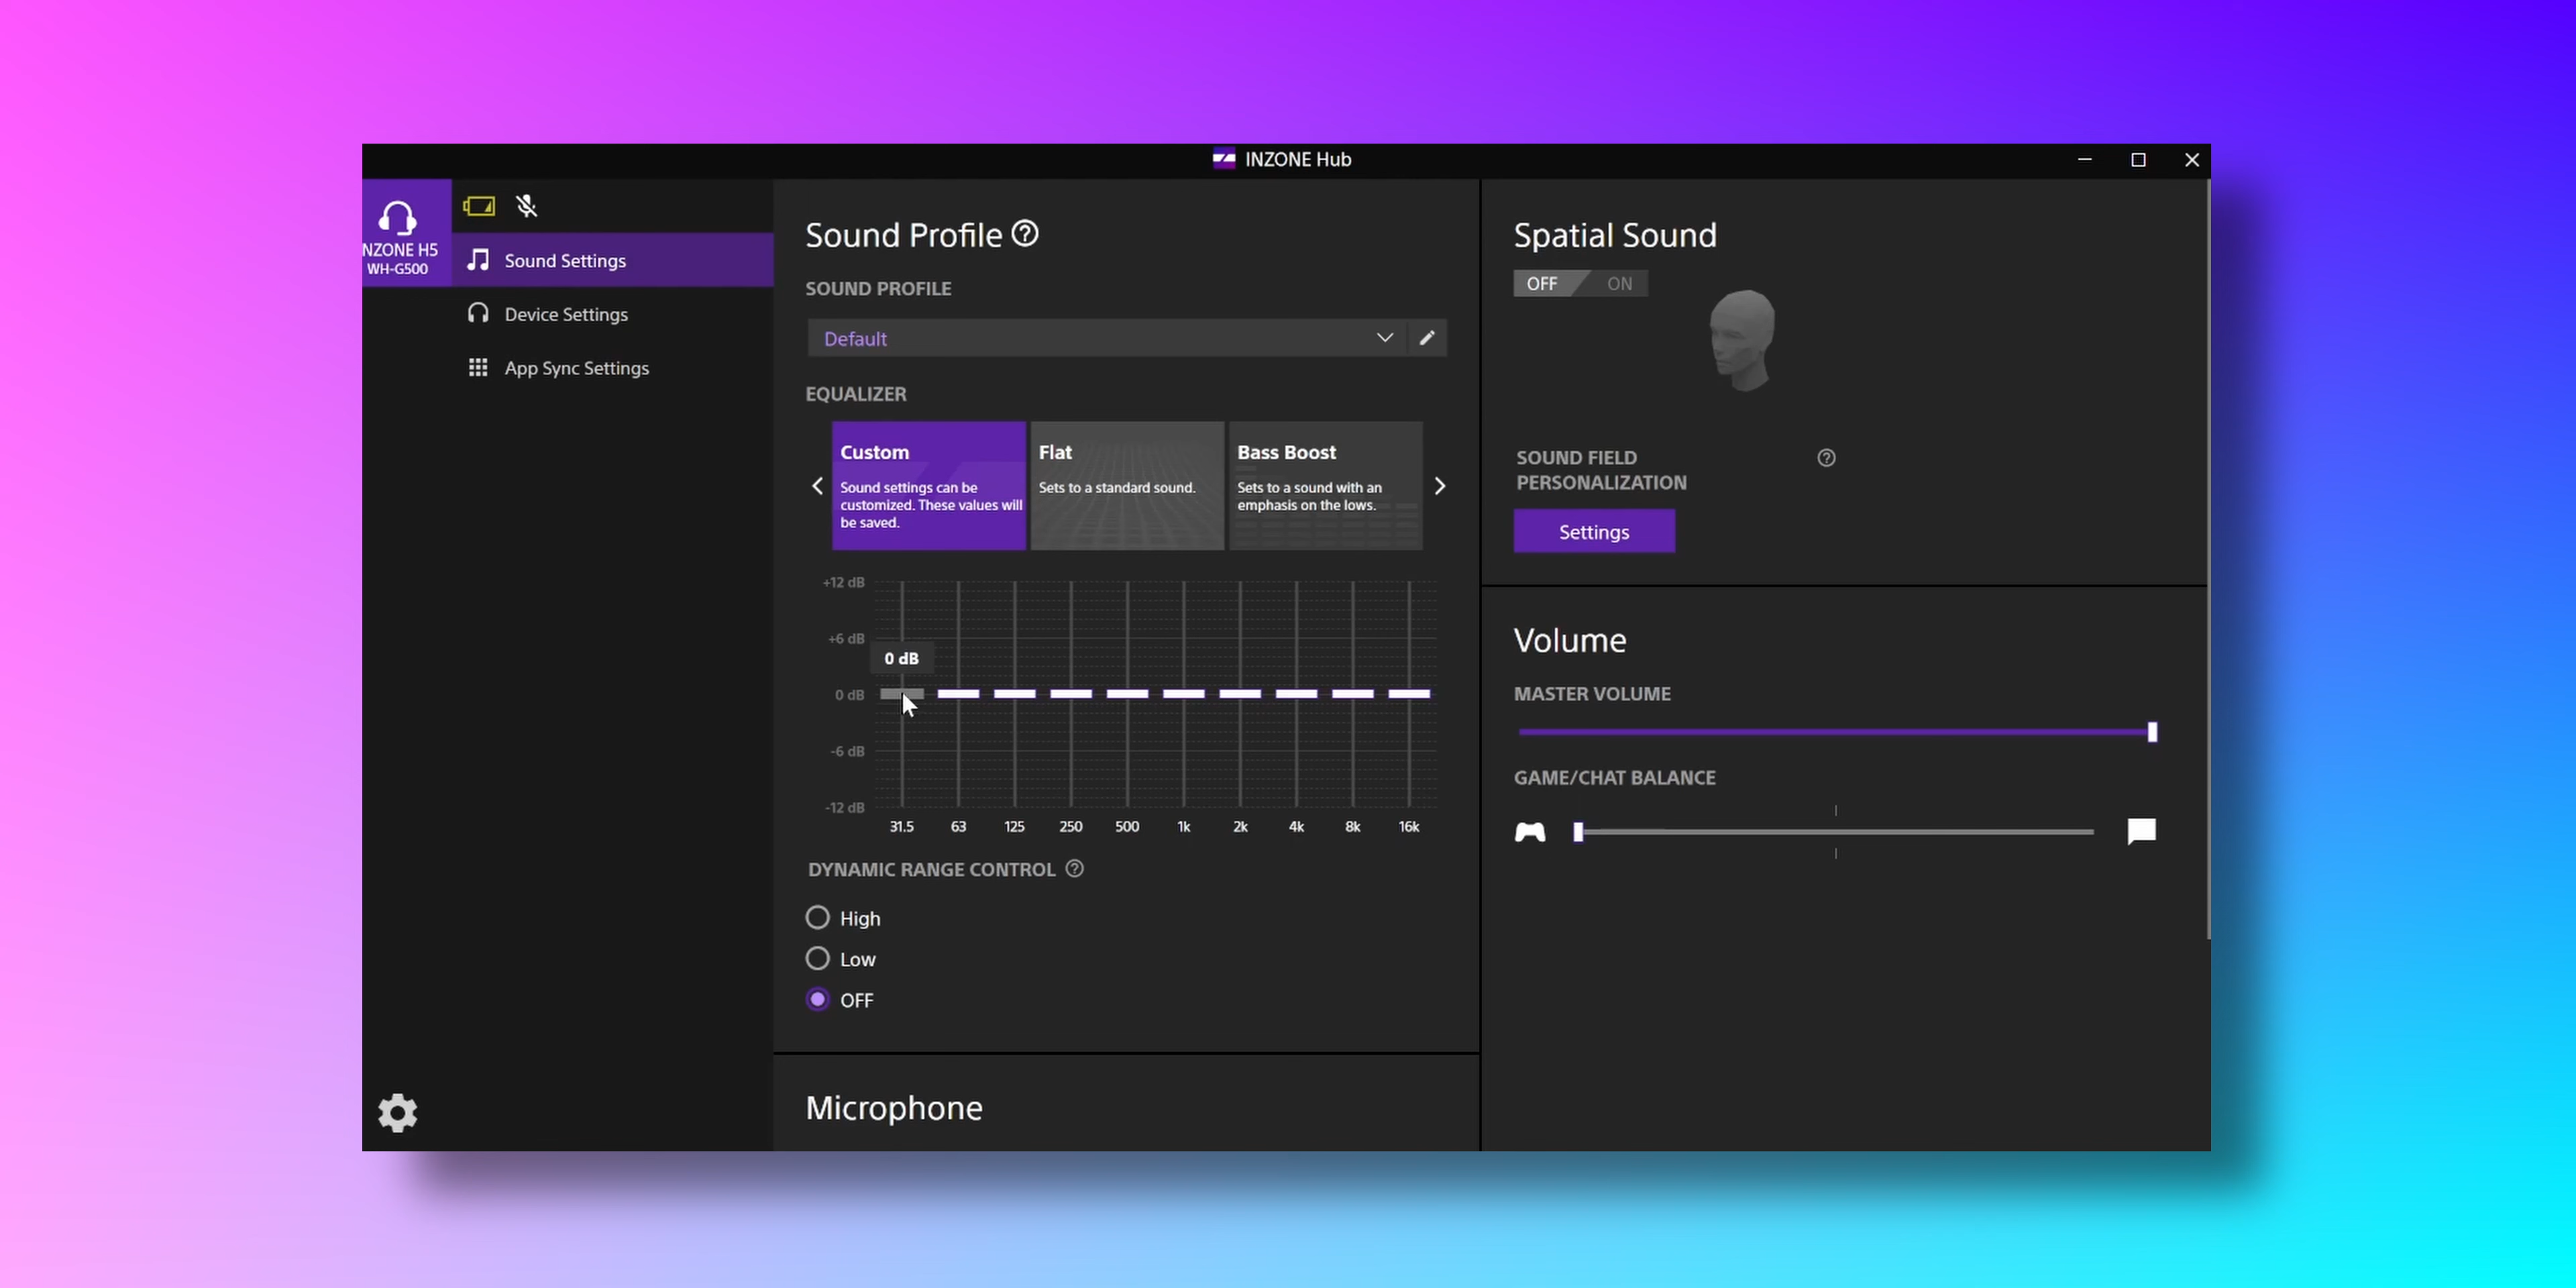 INZONE Hub
NZONE H5
WH-G500
Sound Settings
Device Settings
App Sync Settings
Sound Profile
SOUND PROFILE
Default
EQUALIZER
Custom
Sound settings can be
customized. These values will
be saved.
Flat
Sets to a standard sound.
Bass Boost
Sets to a sound with an
emphasis on the lows.
+12 dB
+6 dB
0 dB
0 dB
-6 dB
-12 dB
31.5 63 125 250 500 1k 2k 4k 8k 16k
DYNAMIC RANGE CONTROL
High
Low
OFF
Microphone
Spatial Sound
OFF ON
SOUND FIELD
PERSONALIZATION
Settings
Volume
MASTER VOLUME
GAME/CHAT BALANCE